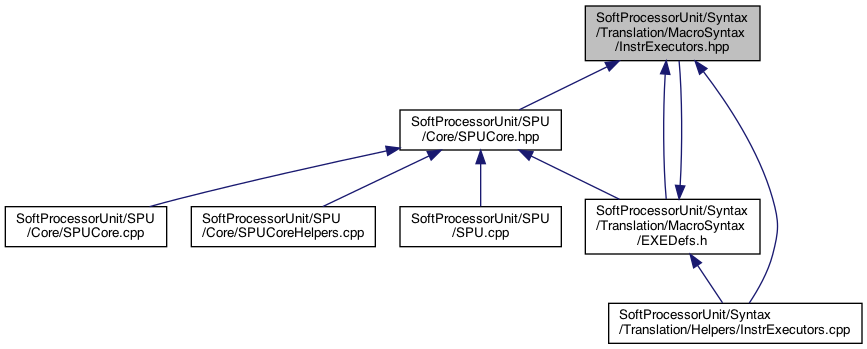 SoftProcessorUnit/Syntax
/Translation/MacroSyntax
/InstrExecutors.hpp
SoftProcessorUnit/SPU
/Core/SPUCore.hpp
SoftProcessorUnit/SPU
/Core/SPUCore.cpp
SoftProcessorUnit/SPU
/Core/SPUCoreHelpers.cpp
SoftProcessorUnit/SPU
/SPU.cpp
SoftProcessorUnit/Syntax
/Translation/MacroSyntax
/EXEDefs.h
SoftProcessorUnit/Syntax
/Translation/Helpers/InstrExecutors.cpp